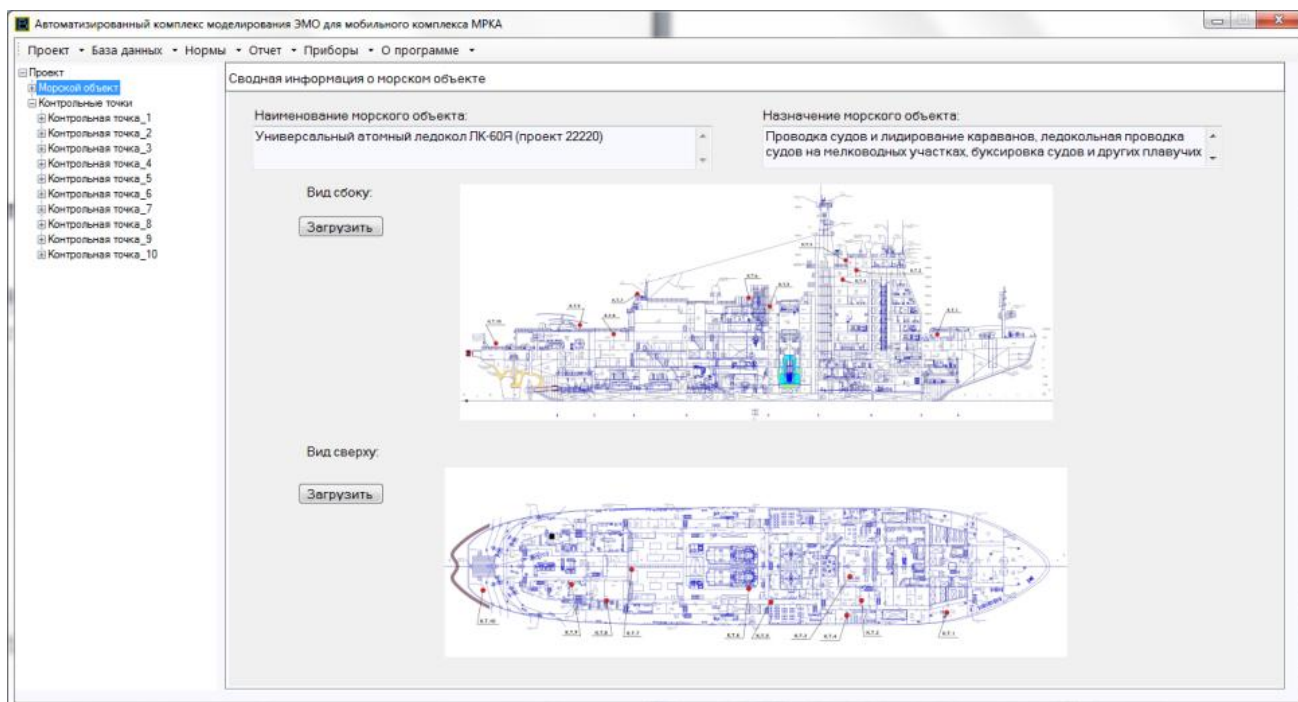 Автоматизированный комплекс моделирования ЭМО для мобильного комплекса МРКА
Проект База данных Нормы Отчет Приборы О программе
Проект
Морской объект
Контрольные точки
Контрольная точка_1
Контрольная точка_2
Контрольная точка_3
Контрольная точка_4
Контрольная точка_5
Контрольная точка_6
Контрольная точка_7
Контрольная точка_8
Контрольная точка_9
Контрольная точка_10
Сводная информация о морском объекте
Наименование морского объекта:
Универсальный атомный ледокол ЛК-60Я (проект 22220)
Назначение морского объекта:
Проводка судов и лидирование караванов, ледокольная проводка
судов на мелководных участках, буксировка судов и других плавучих
Вид сбоку:
Загрузить
Вид сверху:
Загрузить